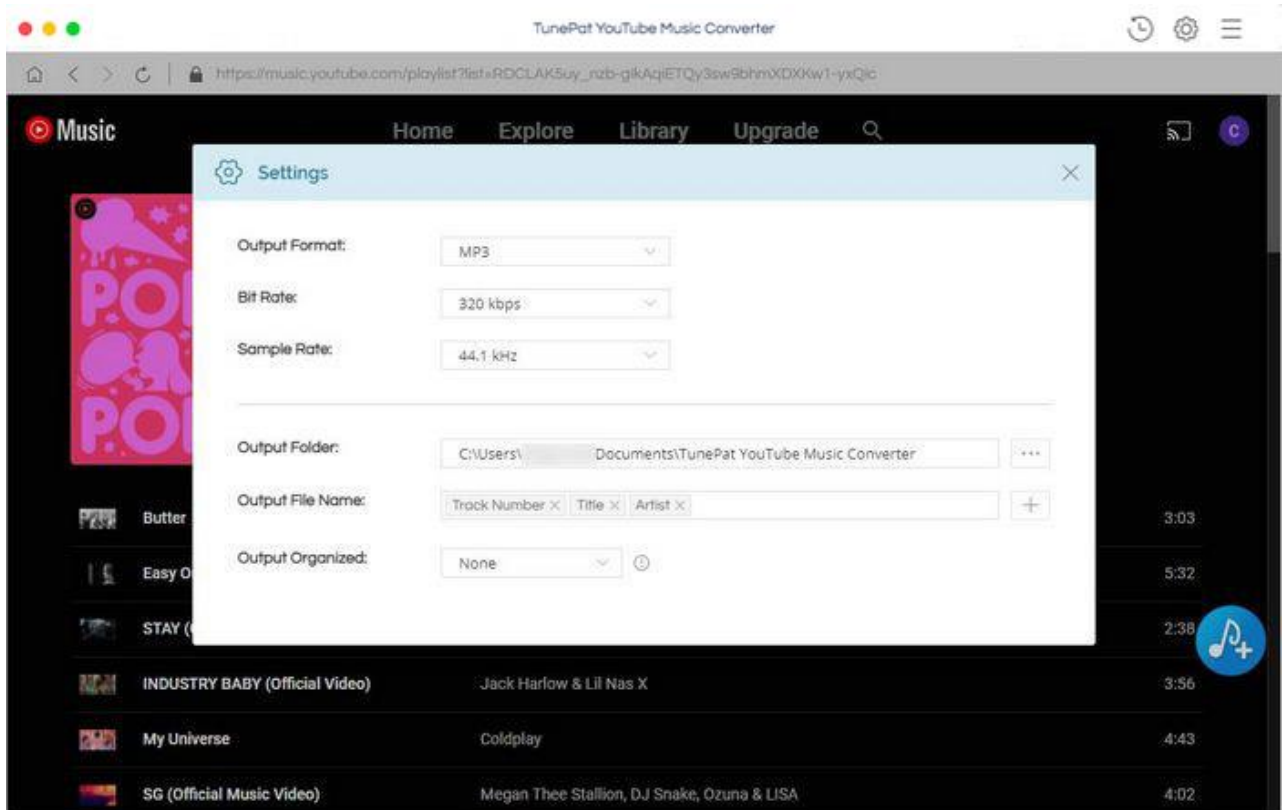 TunePat YouTube Music Converter
https://music.youtube.com/playlist?list=RDCLAK5uy_nzb-gIkAqiETQy3sw9bhmXDXKw1-yxQic
Music Home Explore Library Upgrade C
Settings
Output Format: MP3
Bit Rate: 320 kbps
Sample Rate: 44.1 kHz
Output Folder: C:\Users\ Documents\TunePat YouTube Music Converter ...
Output File Name: Track Number × Title × Artist × +
Output Organized: None
Butter 3:03
Easy O 5:32
STAY ( 2:38
INDUSTRY BABY (Official Video) Jack Harlow & Lil Nas X 3:56
My Universe Coldplay 4:43
SG (Official Music Video) Megan Thee Stallion, DJ Snake, Ozuna & LISA 4:02